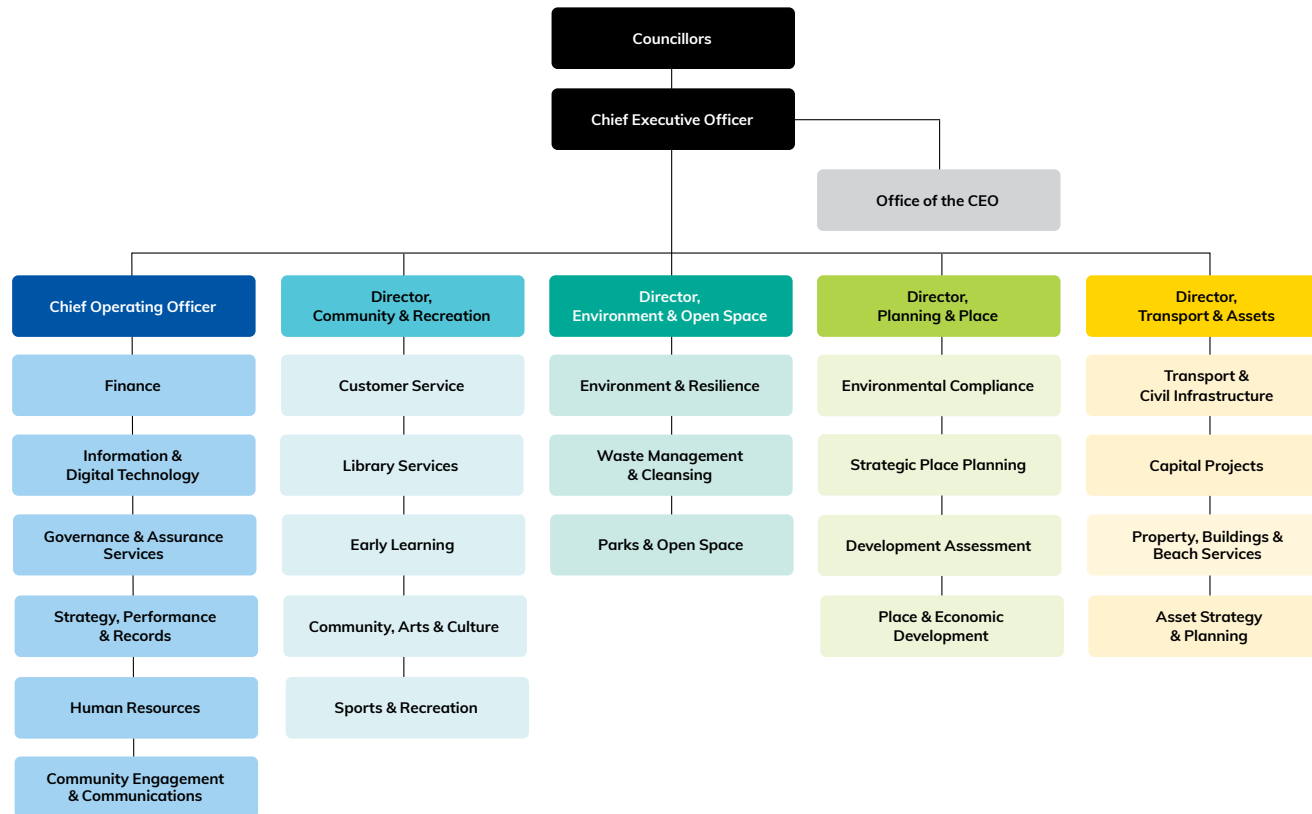 Councillors
Chief Executive Officer
Office of the CEO
Chief Operating Officer
Finance
Information &
Digital Technology
Governance & Assurance
Services
Strategy, Performance
& Records
Human Resources
Community Engagement
& Communications
Director,
Community & Recreation
Customer Service
Library Services
Early Learning
Community, Arts & Culture
Sports & Recreation
Director,
Environment & Open Space
Environment & Resilience
Waste Management
& Cleansing
Parks & Open Space
Director,
Planning & Place
Environmental Compliance
Strategic Place Planning
Development Assessment
Place & Economic
Development
Director,
Transport & Assets
Transport &
Civil Infrastructure
Capital Projects
Property, Buildings &
Beach Services
Asset Strategy
& Planning